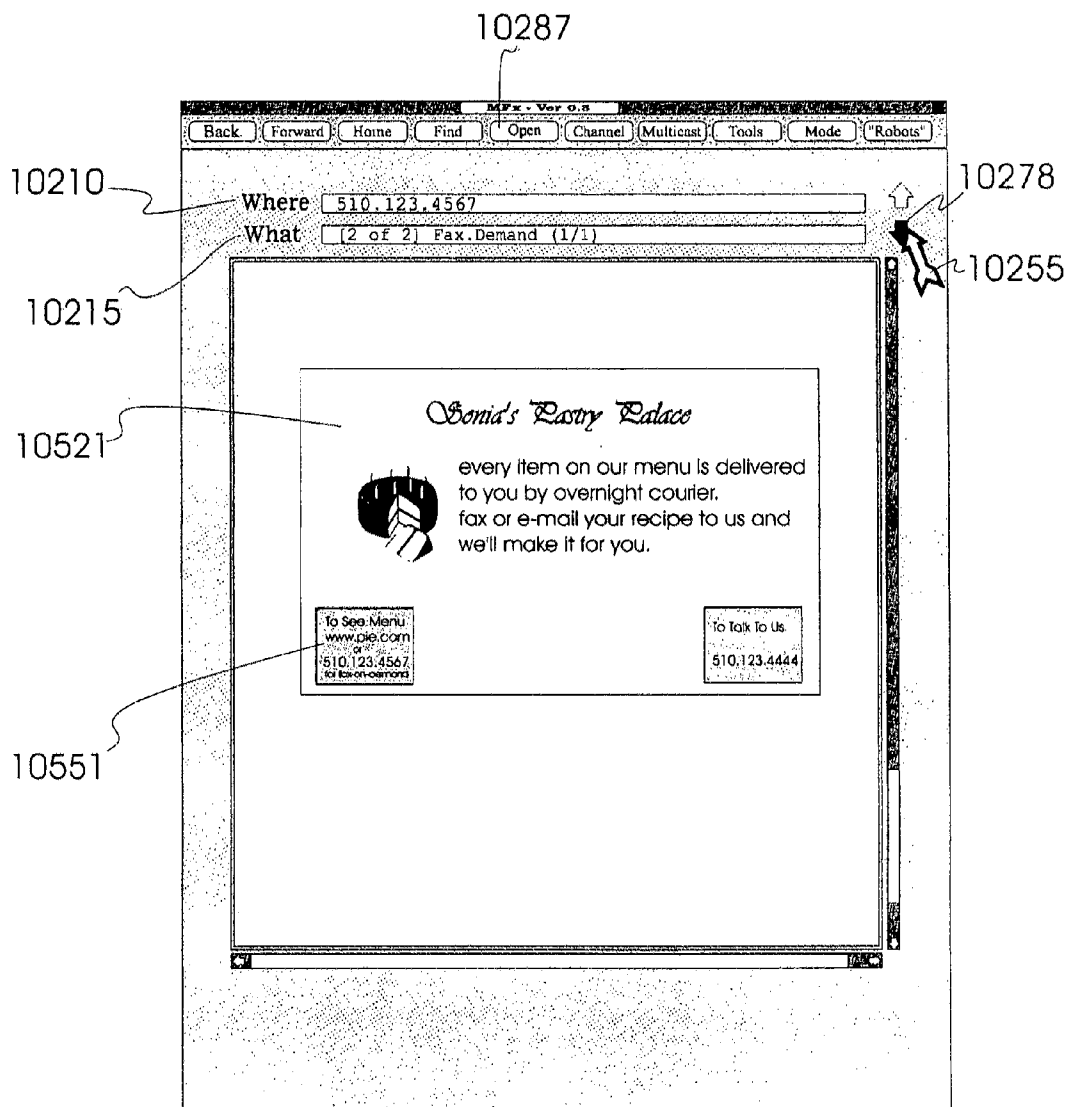 10287
MFx - Ver 0.8
Back Forward Home Find Open Channel Multicast Tools Mode "Robots"
10210
Where 510.123.4567
10278
What [2 of 2] Fax.Demand (1/1)
10255
10215
Sonia's Pastry Palace
10521
every item on our menu is delivered
to you by overnight courier.
fax or e-mail your recipe to us and
we'll make it for you.
To See Menu
www.pie.com
or
510.123.4567
for fax-on-demand
To Talk To Us
510.123.4444
10551